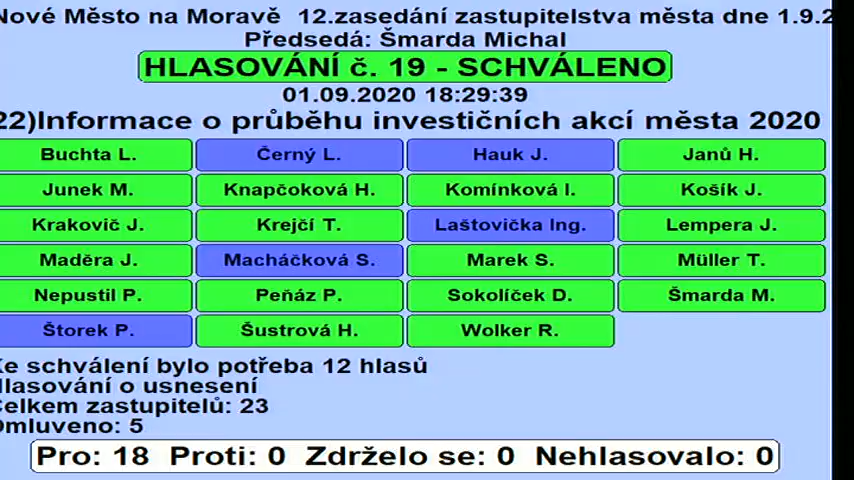 Nové Město na Moravě 12.zasedání zastupitelstva města dne 1.9.2
Předsedá: Šmarda Michal
HLASOVÁNÍ č. 19 - SCHVÁLENO
01.09.2020 18:29:39
22)Informace o průběhu investičních akcí města 2020
Buchta L. Černý L. Hauk J. Janů H.
Junek M. Knapčoková H. Komínková I. Košík J.
Krakovič J. Krejčí T. Laštovička Ing. Lempera J.
Maděra J. Macháčková S. Marek S. Müller T.
Nepustil P. Peňáz P. Sokolíček D. Šmarda M.
Štorek P. Šustrová H. Wolker R.
Ke schválení bylo potřeba 12 hlasů
Hlasování o usnesení
Celkem zastupitelů: 23
Omluveno: 5
Pro: 18 Proti: 0 Zdrželo se: 0 Nehlasovalo: 0